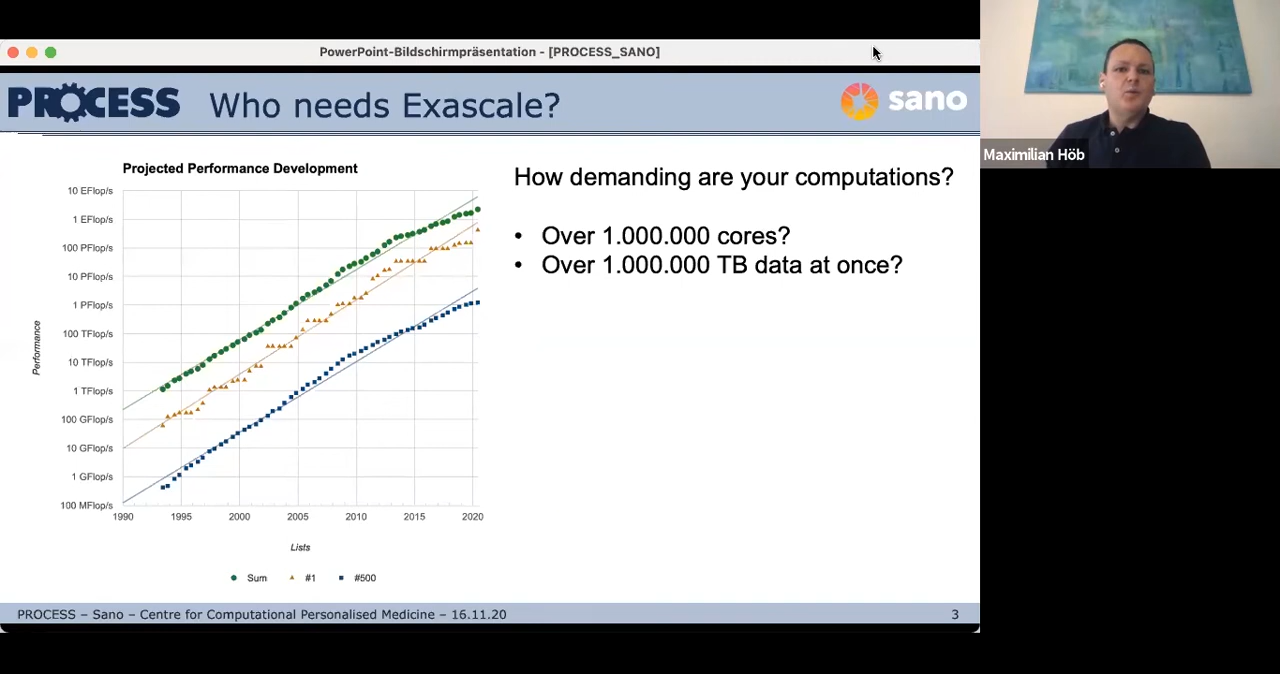 PowerPoint-Bildschirmpräsentation - [PROCESS_SANO]
PROCESS
Who needs Exascale?
sano
Maximilian Höb
Projected Performance Development
10 EFlop/s
1 EFlop/s
100 PFlop/s
10 PFlop/s
1 PFlop/s
100 TFlop/s
10 TFlop/s
1 TFlop/s
100 GFlop/s
10 GFlop/s
1 GFlop/s
100 MFlop/s
Performance
1990 1995 2000 2005 2010 2015 2020
Lists
Sum #1 #500
How demanding are your computations?
• Over 1.000.000 cores?
• Over 1.000.000 TB data at once?
PROCESS – Sano – Centre for Computational Personalised Medicine – 16.11.20
3